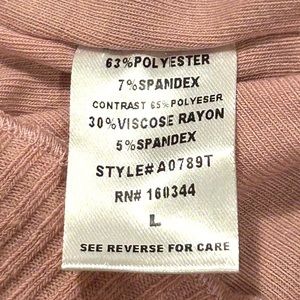 63%POLYESTER
7%SPANDEX
CONTRAST 65%POLYESER
30%VISCOSE RAYON
5%SPANDEX
STYLE#A0789T
RN# 160344
L
SEE REVERSE FOR CARE